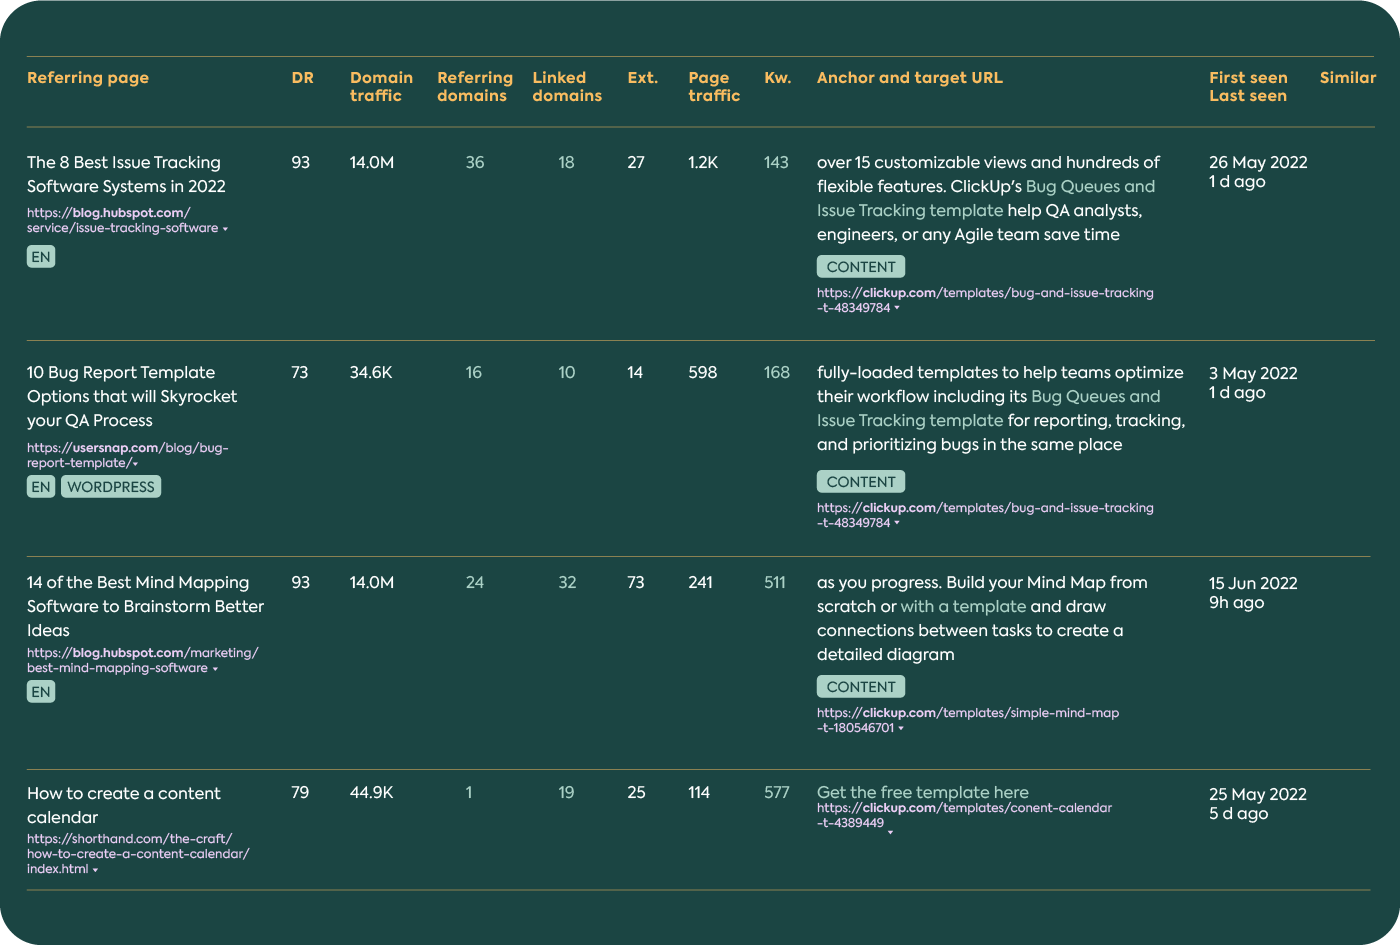 Referring page DR Domain traffic Referring domains Linked domains Ext. Page traffic Kw. Anchor and target URL First seen Last seen Similar
The 8 Best Issue Tracking
Software Systems in 2022
https://blog.hubspot.com/
service/issue-tracking-software
EN
93
14.0M
36
18
27
1.2K
143
over 15 customizable views and hundreds of
flexible features. ClickUp's Bug Queues and
Issue Tracking template help QA analysts,
engineers, or any Agile team save time
CONTENT
https://clickup.com/templates/bug-and-issue-tracking
-t-48349784
26 May 2022
1 d ago
10 Bug Report Template
Options that will Skyrocket
your QA Process
https://usersnap.com/blog/bug-
report-template/
EN WORDPRESS
73
34.6K
16
10
14
598
168
fully-loaded templates to help teams optimize
their workflow including its Bug Queues and
Issue Tracking template for reporting, tracking,
and prioritizing bugs in the same place
CONTENT
https://clickup.com/templates/bug-and-issue-tracking
-t-48349784
3 May 2022
1 d ago
14 of the Best Mind Mapping
Software to Brainstorm Better
Ideas
https://blog.hubspot.com/marketing/
best-mind-mapping-software
EN
93
14.0M
24
32
73
241
511
as you progress. Build your Mind Map from
scratch or with a template and draw
connections between tasks to create a
detailed diagram
CONTENT
https://clickup.com/templates/simple-mind-map
-t-180546701
15 Jun 2022
9h ago
How to create a content
calendar
https://shorthand.com/the-craft/
how-to-create-a-content-calendar/
index.html
79
44.9K
1
19
25
114
577
Get the free template here
https://clickup.com/templates/conent-calendar
-t-4389449
25 May 2022
5 d ago